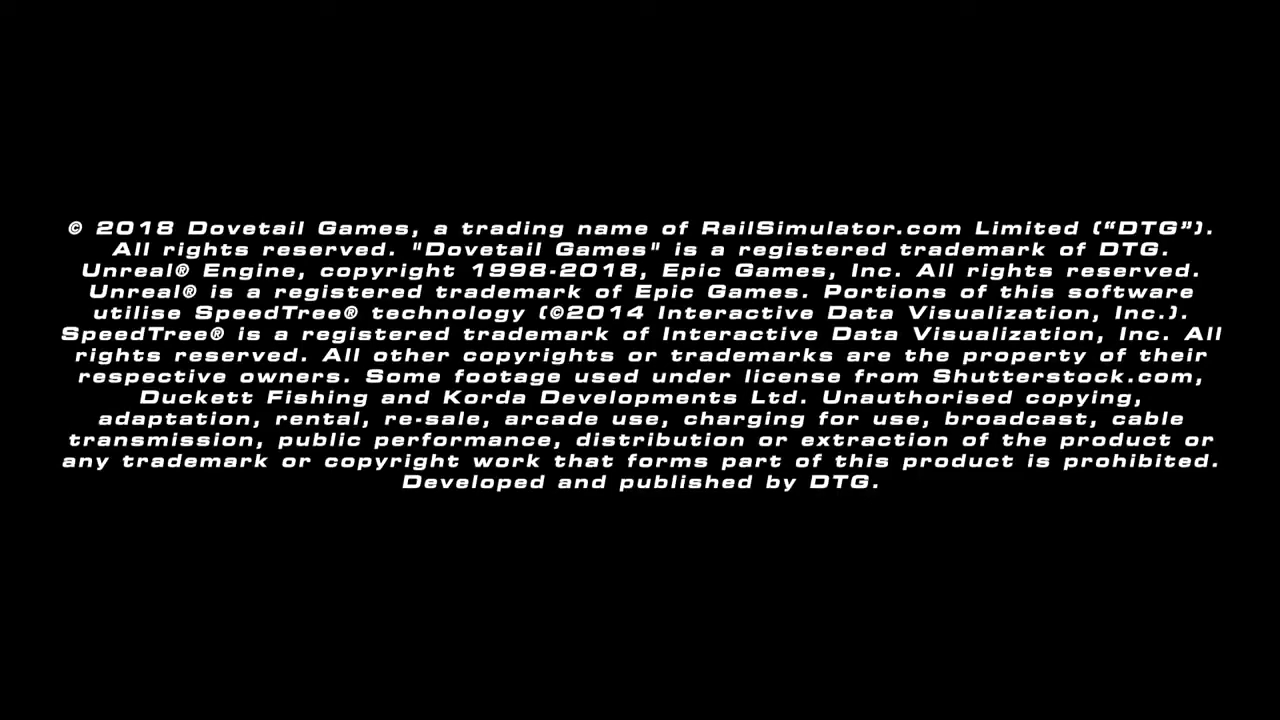 © 2018 Dovetail Games, a trading name of RailSimulator.com Limited (“DTG”).
All rights reserved. "Dovetail Games" is a registered trademark of DTG.
Unreal® Engine, copyright 1998-2018, Epic Games, Inc. All rights reserved.
Unreal® is a registered trademark of Epic Games. Portions of this software
utilise SpeedTree® technology (©2014 Interactive Data Visualization, Inc.).
SpeedTree® is a registered trademark of Interactive Data Visualization, Inc. All
rights reserved. All other copyrights or trademarks are the property of their
respective owners. Some footage used under license from Shutterstock.com,
Duckett Fishing and Korda Developments Ltd. Unauthorised copying,
adaptation, rental, re-sale, arcade use, charging for use, broadcast, cable
transmission, public performance, distribution or extraction of the product or
any trademark or copyright work that forms part of this product is prohibited.
Developed and published by DTG.